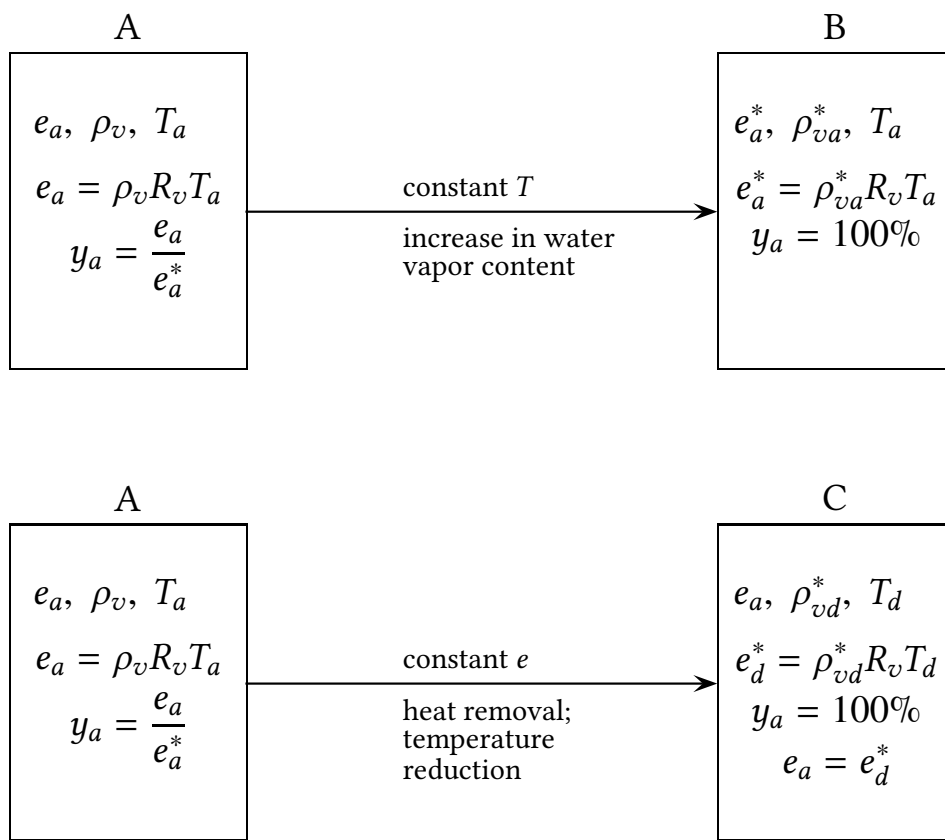 A
e_a, ρ_v, T_a
e_a = ρ_v R_v T_a
y_a = e_a / e_a^*
constant T
increase in water
vapor content
B
e_a^*, ρ_{va}^*, T_a
e_a^* = ρ_{va}^* R_v T_a
y_a = 100%
A
e_a, ρ_v, T_a
e_a = ρ_v R_v T_a
y_a = e_a / e_a^*
constant e
heat removal;
temperature
reduction
C
e_a, ρ_{vd}^*, T_d
e_d^* = ρ_{vd}^* R_v T_d
y_a = 100%
e_a = e_d^*